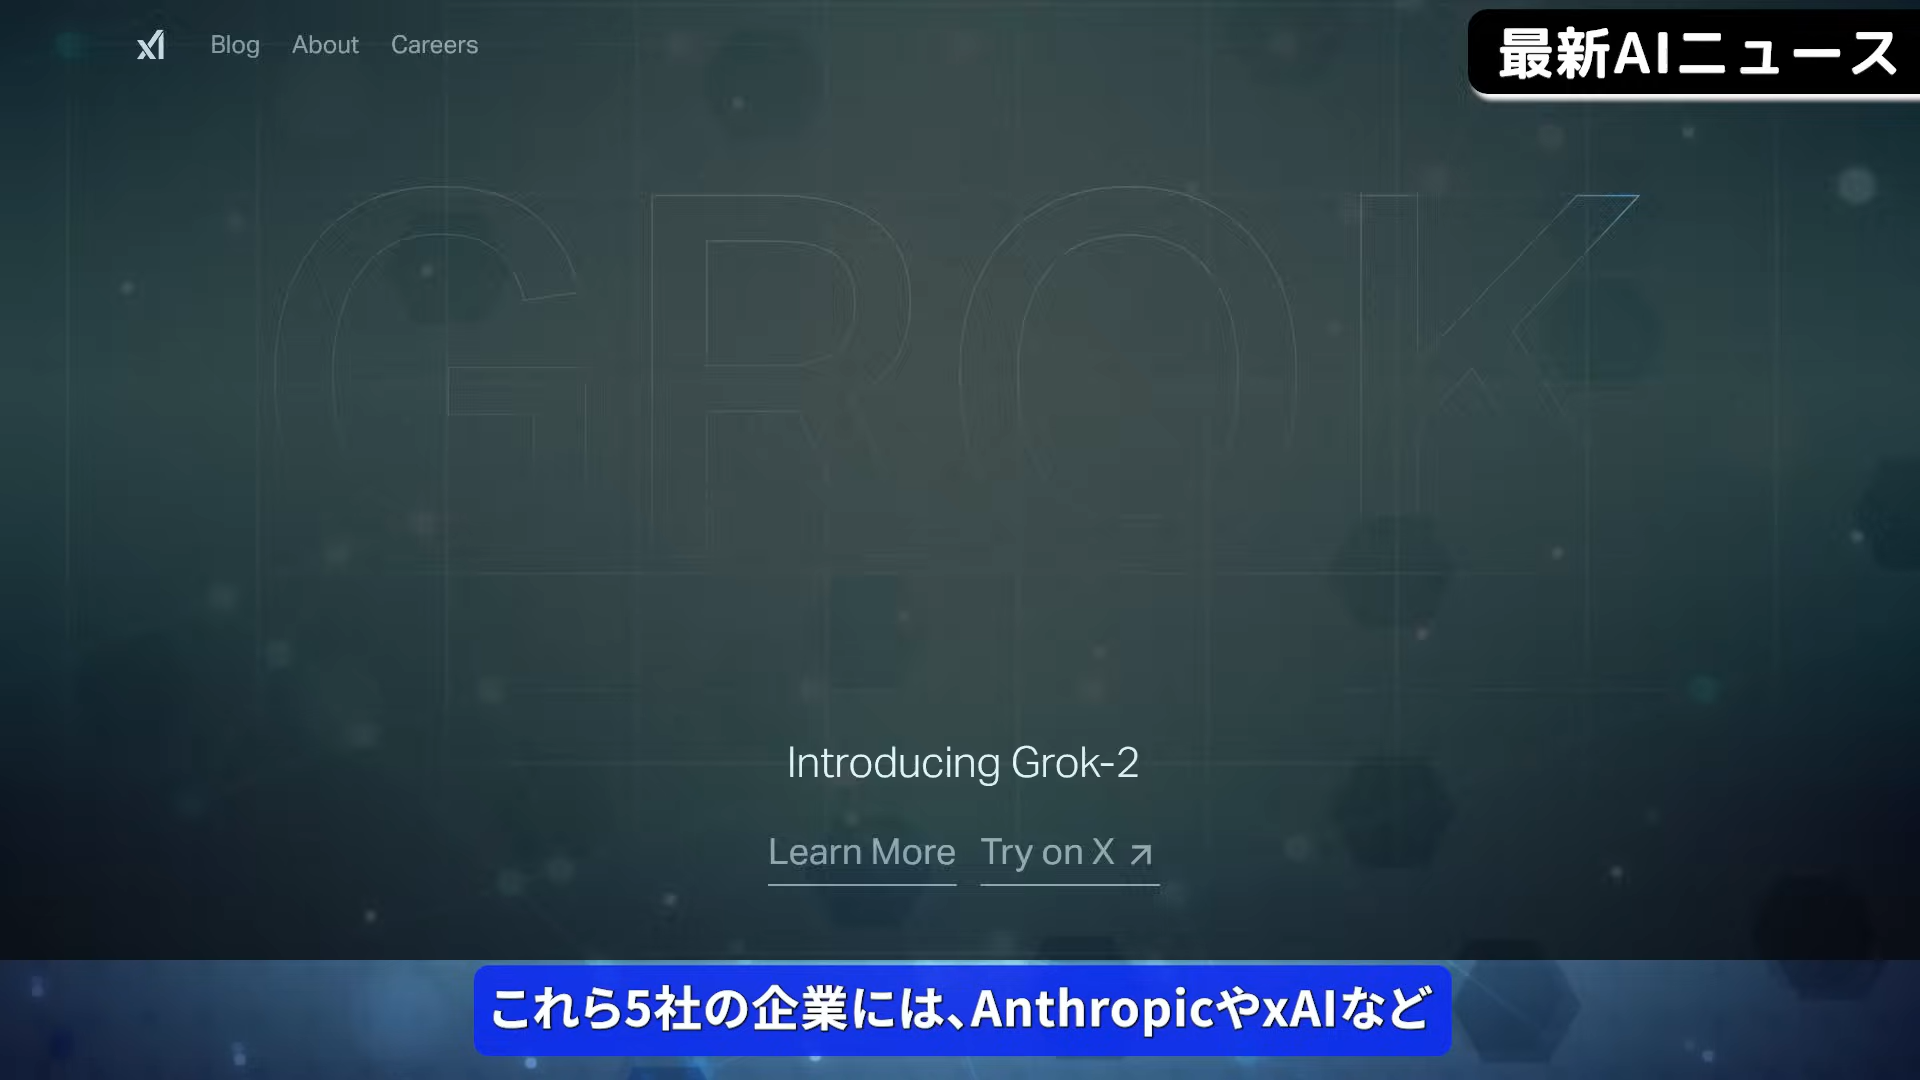 xI Blog About Careers
最新AIニュース
GROK
Introducing Grok-2
Learn More Try on X ↗
これら5社の企業には、AnthropicやxAIなど